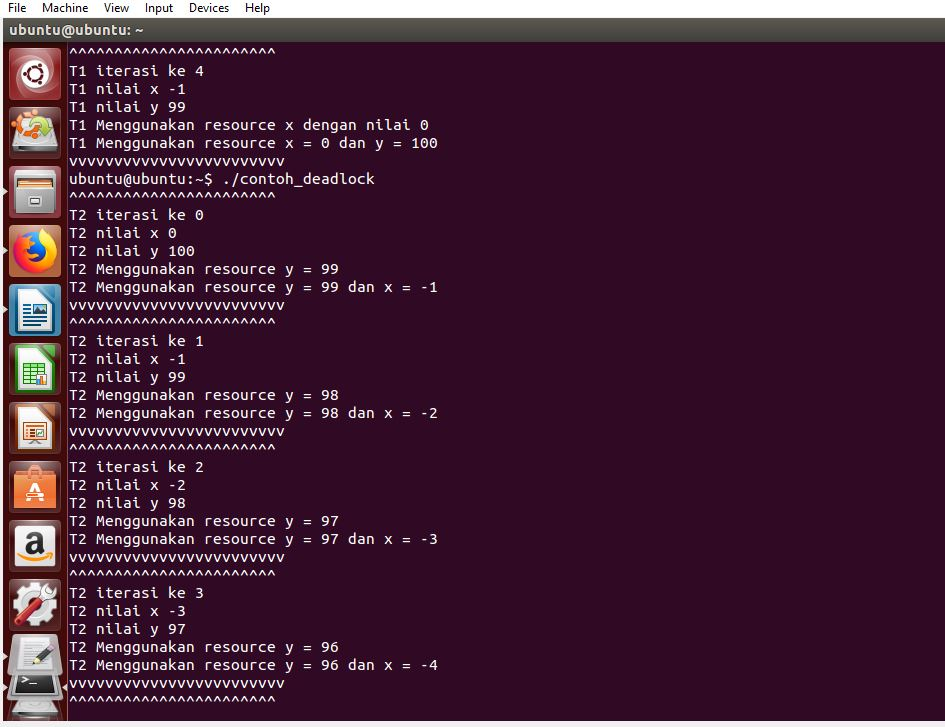 File Machine View Input Devices Help
ubuntu@ubuntu: ~
^^^^^^^^^^^^^^^^^^^^^^^
T1 iterasi ke 4
T1 nilai x -1
T1 nilai y 99
T1 Menggunakan resource x dengan nilai 0
T1 Menggunakan resource x = 0 dan y = 100
vvvvvvvvvvvvvvvvvvvvvvvv
ubuntu@ubuntu:~$ ./contoh_deadlock
^^^^^^^^^^^^^^^^^^^^^^^
T2 iterasi ke 0
T2 nilai x 0
T2 nilai y 100
T2 Menggunakan resource y = 99
T2 Menggunakan resource y = 99 dan x = -1
vvvvvvvvvvvvvvvvvvvvvvvv
^^^^^^^^^^^^^^^^^^^^^^^
T2 iterasi ke 1
T2 nilai x -1
T2 nilai y 99
T2 Menggunakan resource y = 98
T2 Menggunakan resource y = 98 dan x = -2
vvvvvvvvvvvvvvvvvvvvvvvv
^^^^^^^^^^^^^^^^^^^^^^^
T2 iterasi ke 2
T2 nilai x -2
T2 nilai y 98
T2 Menggunakan resource y = 97
T2 Menggunakan resource y = 97 dan x = -3
vvvvvvvvvvvvvvvvvvvvvvvv
^^^^^^^^^^^^^^^^^^^^^^^
T2 iterasi ke 3
T2 nilai x -3
T2 nilai y 97
T2 Menggunakan resource y = 96
T2 Menggunakan resource y = 96 dan x = -4
vvvvvvvvvvvvvvvvvvvvvvvv
^^^^^^^^^^^^^^^^^^^^^^^